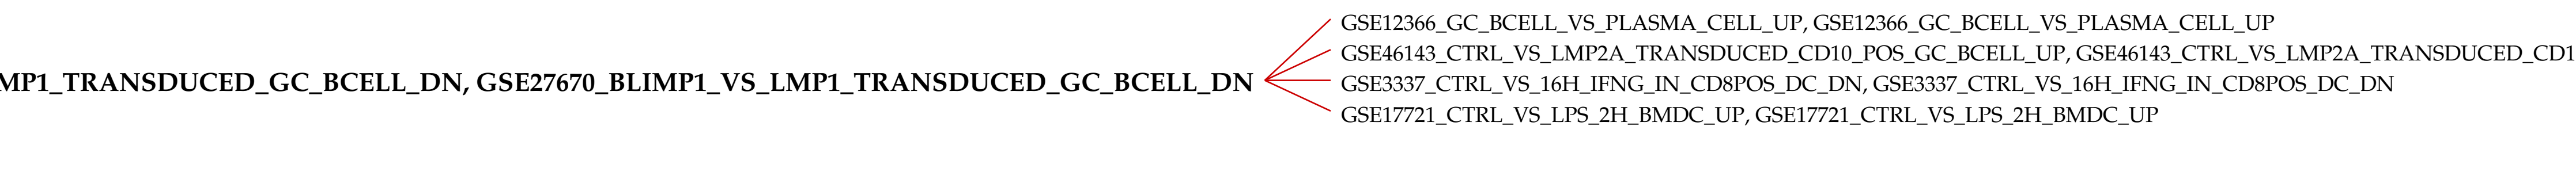 MP1_TRANSDUCED_GC_BCELL_DN, GSE27670_BLIMP1_VS_LMP1_TRANSDUCED_GC_BCELL_DN
GSE12366_GC_BCELL_VS_PLASMA_CELL_UP, GSE12366_GC_BCELL_VS_PLASMA_CELL_UP
GSE46143_CTRL_VS_LMP2A_TRANSDUCED_CD10_POS_GC_BCELL_UP, GSE46143_CTRL_VS_LMP2A_TRANSDUCED_CD1
GSE3337_CTRL_VS_16H_IFNG_IN_CD8POS_DC_DN, GSE3337_CTRL_VS_16H_IFNG_IN_CD8POS_DC_DN
GSE17721_CTRL_VS_LPS_2H_BMDC_UP, GSE17721_CTRL_VS_LPS_2H_BMDC_UP